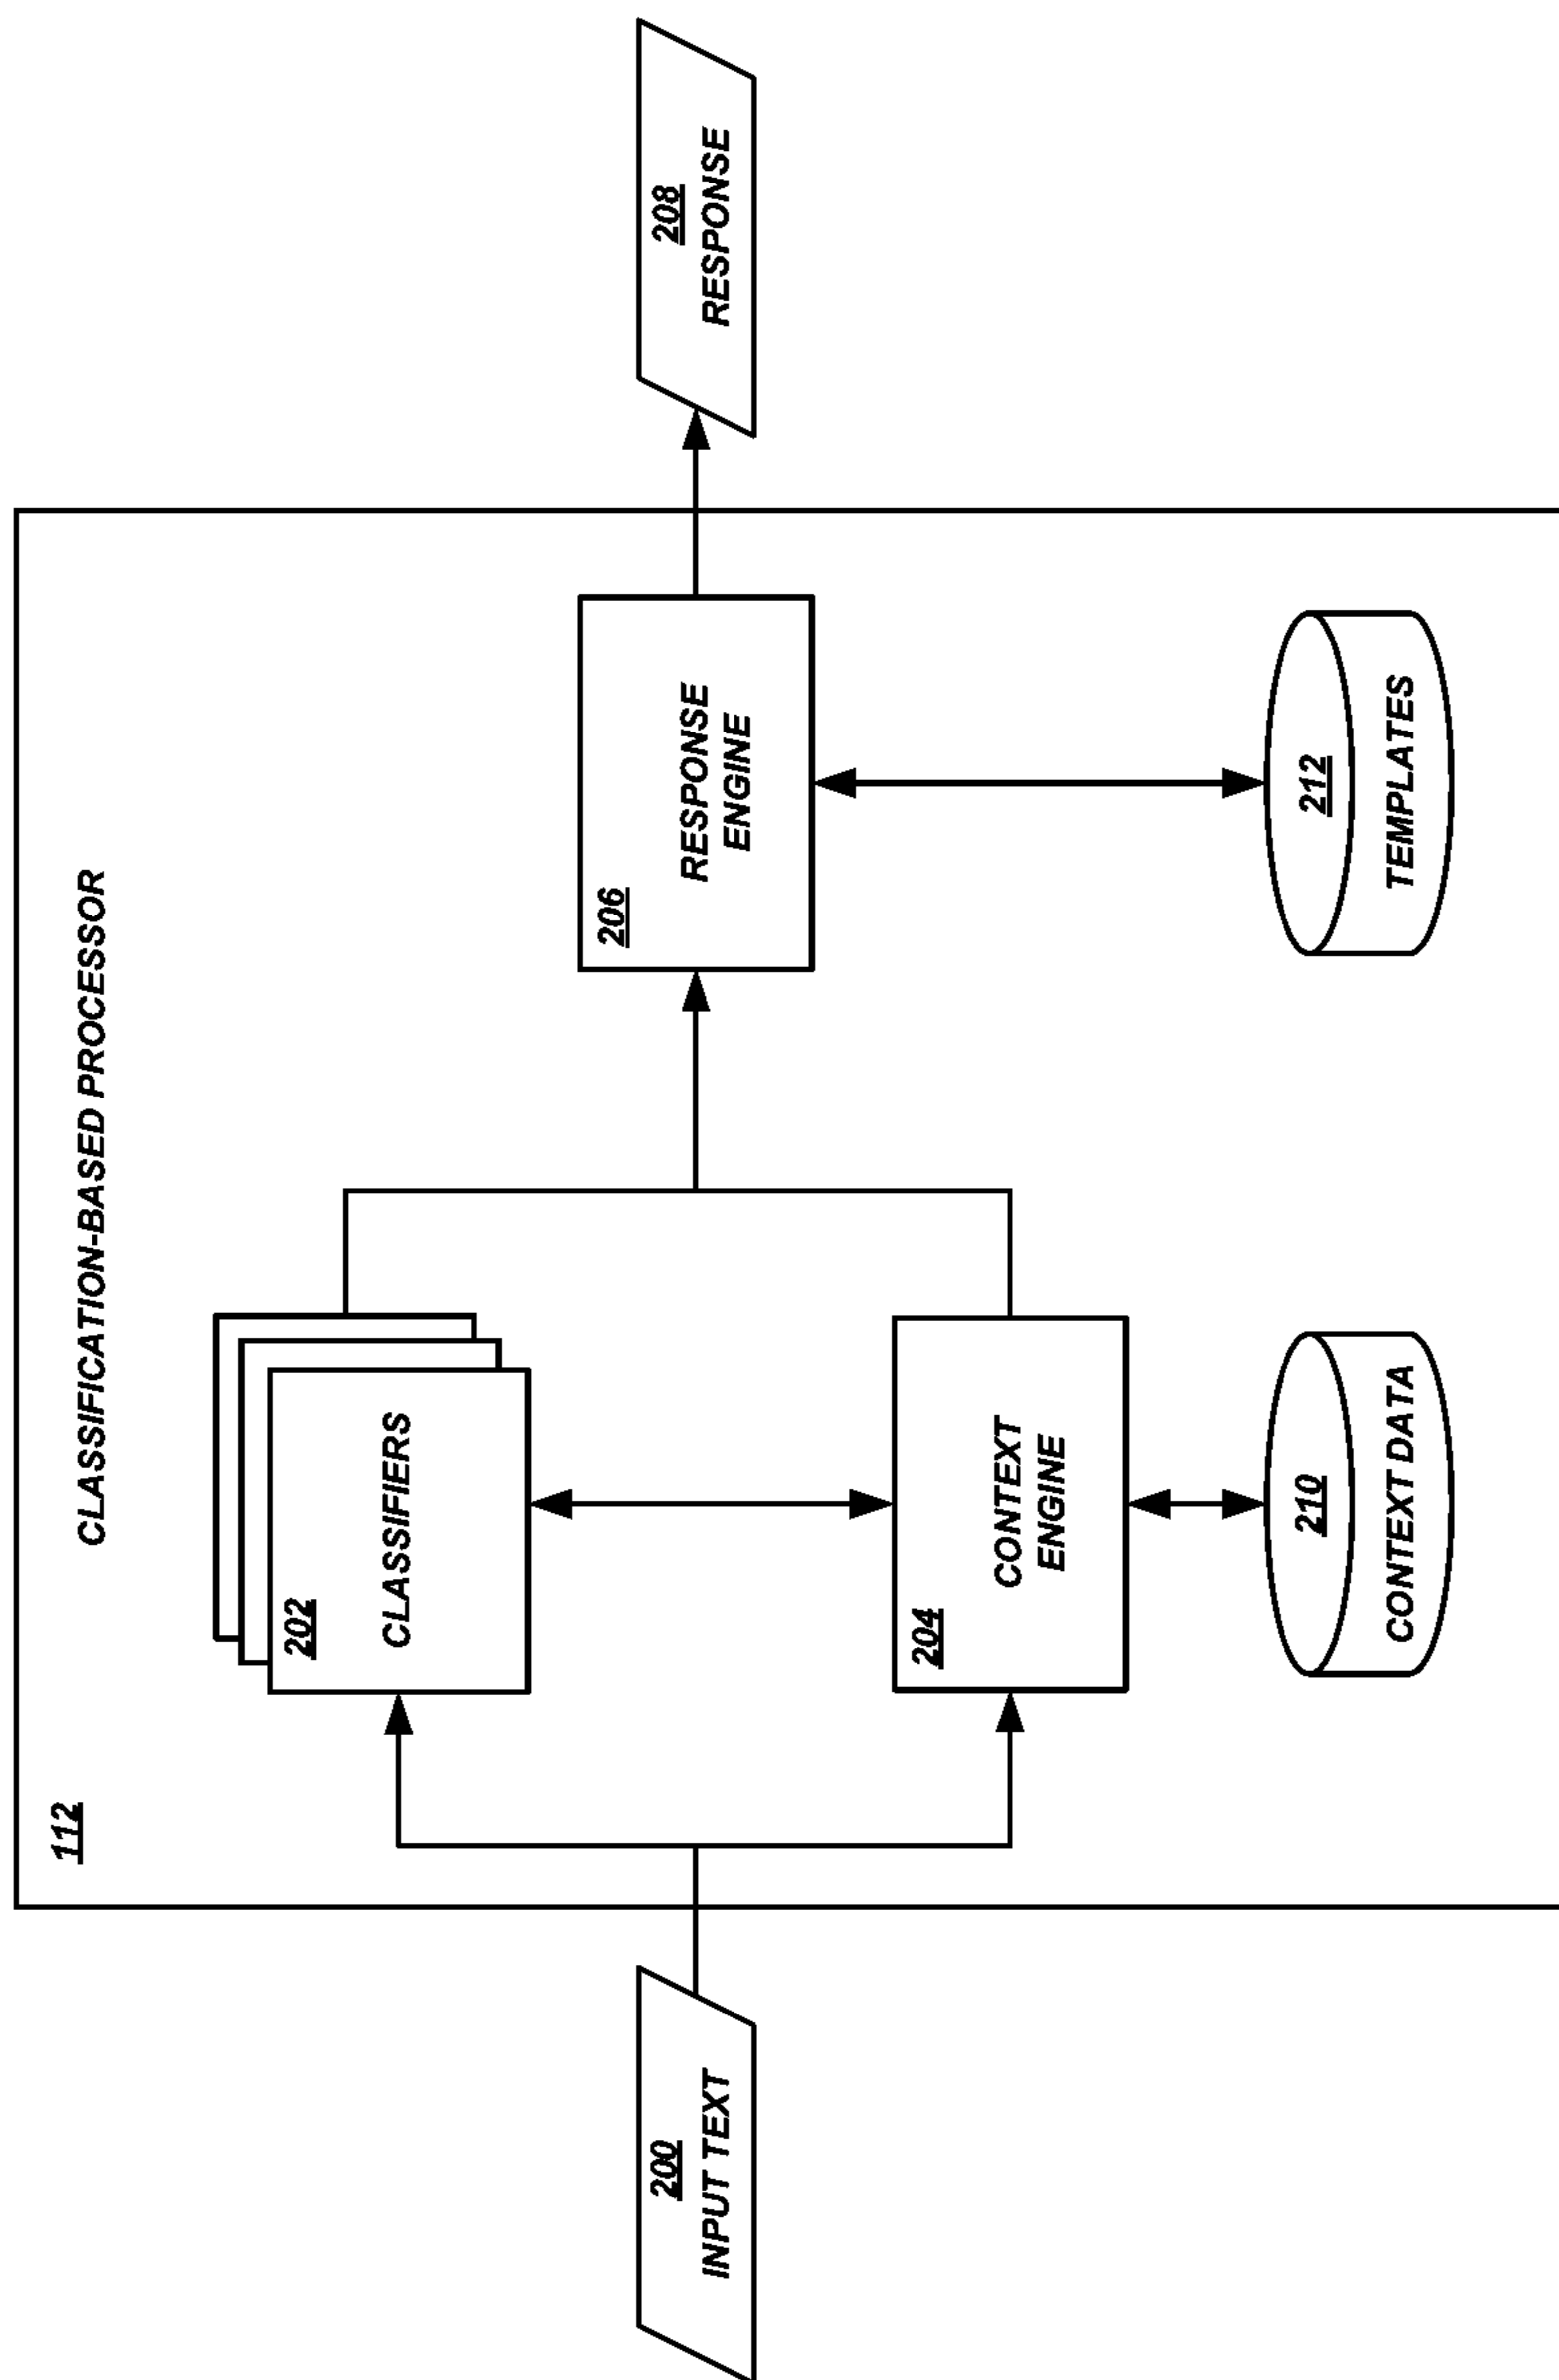 112
CLASSIFICATION-BASED PROCESSOR
200
INPUT TEXT
202
CLASSIFIERS
204
CONTEXT
ENGINE
210
CONTEXT DATA
206
RESPONSE
ENGINE
212
TEMPLATES
208
RESPONSE